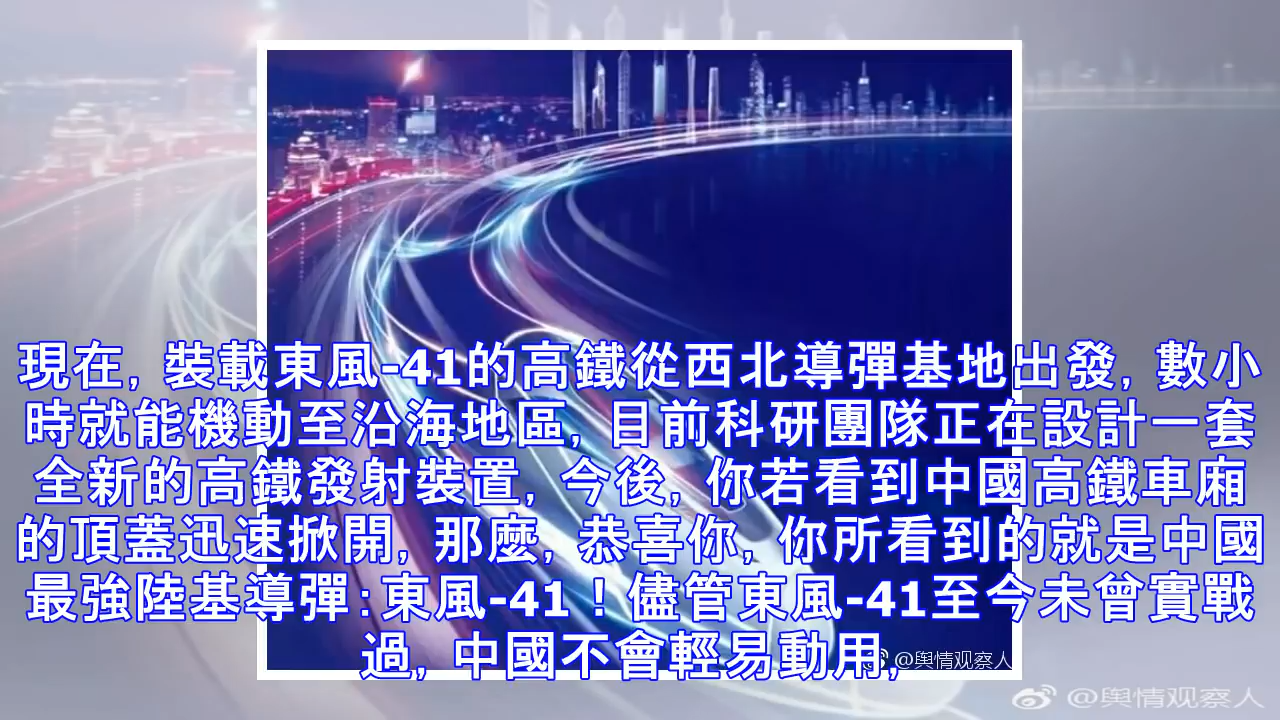 現在, 裝載東風-41的高鐵從西北導彈基地出發, 數小
時就能機動至沿海地區, 目前科研團隊正在設計一套
全新的高鐵發射裝置, 今後, 你若看到中國高鐵車廂
的頂蓋迅速掀開, 那麼, 恭喜你, 你所看到的就是中國
最強陸基導彈:東風-41！儘管東風-41至今未曾實戰
過, 中國不會輕易動用,
@舆情观察人
@舆情观察人